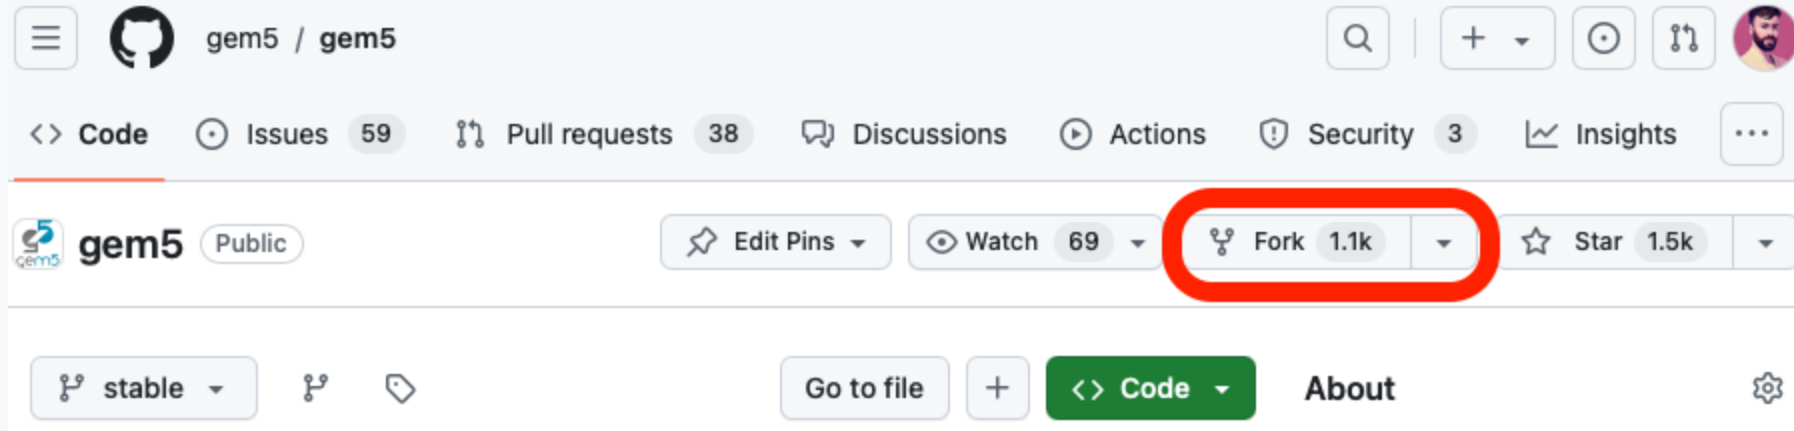 gem5 / gem5
Code Issues 59 Pull requests 38 Discussions Actions Security 3 Insights
gem5 gem5 Public Edit Pins Watch 69 Fork 1.1k Star 1.5k
stable Go to file Code About